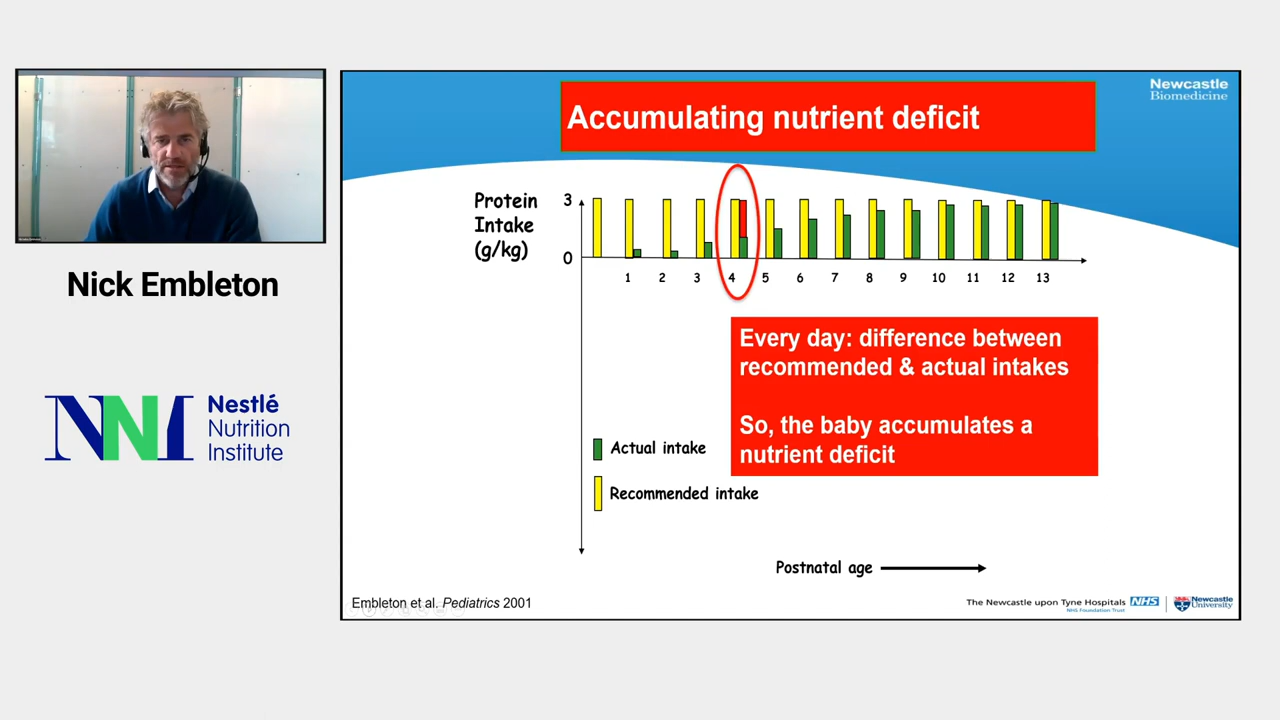 Nick Embleton
NNI
Nestlé
Nutrition
Institute
Newcastle
Biomedicine
Accumulating nutrient deficit
Protein
Intake
(g/kg)
3
0
1 2 3 4 5 6 7 8 9 10 11 12 13
Every day: difference between
recommended & actual intakes
So, the baby accumulates a
nutrient deficit
Actual intake
Recommended intake
Postnatal age
Embleton et al. Pediatrics 2001
The Newcastle upon Tyne Hospitals NHS
NHS Foundation Trust
Newcastle
University